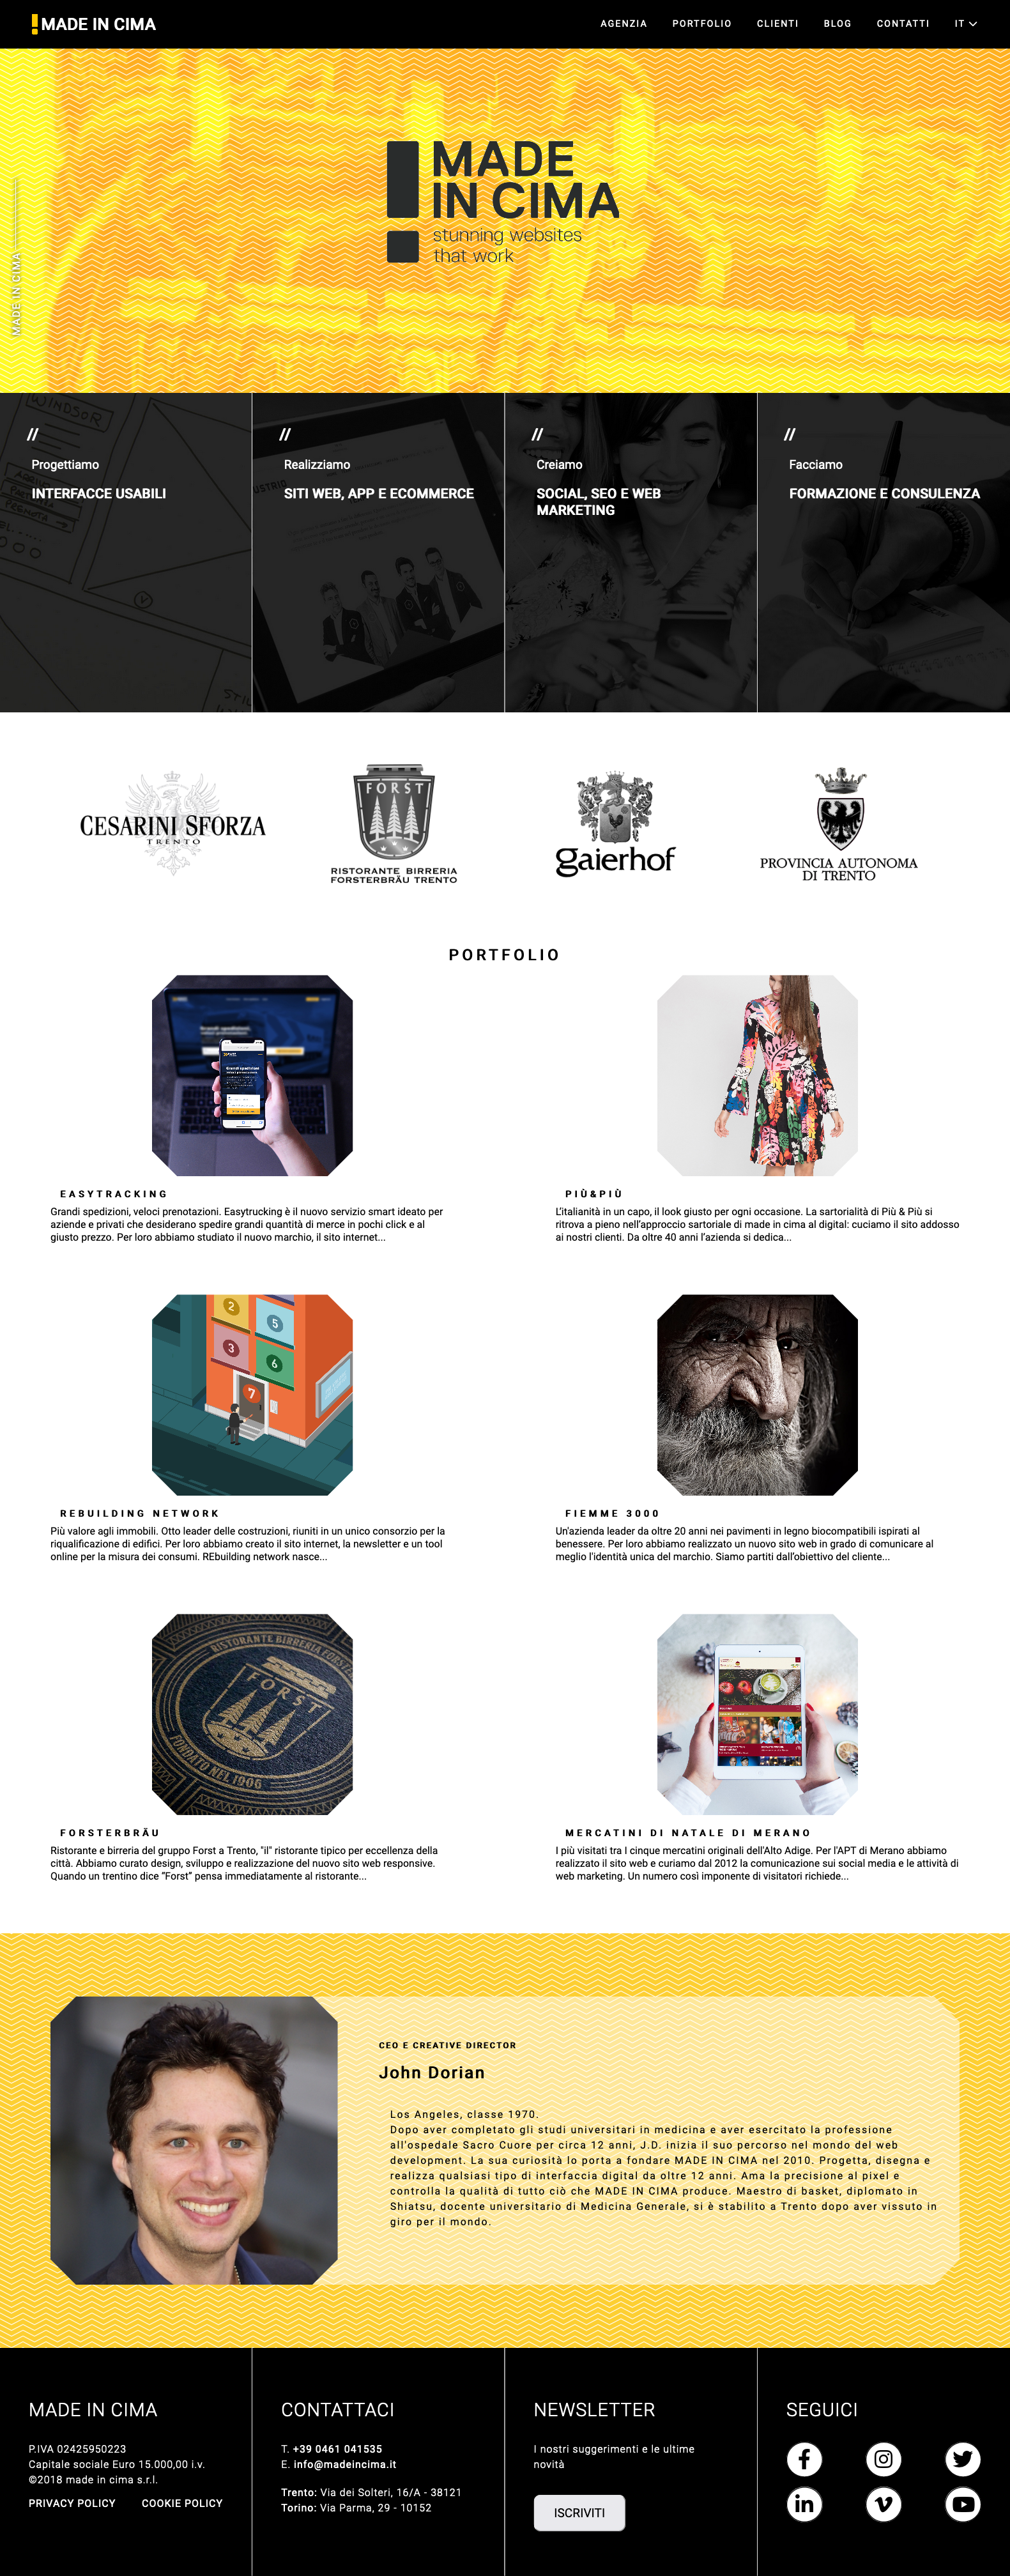 MADE IN CIMA
AGENZIA
PORTFOLIO
CLIENTI
BLOG
CONTATTI
IT
MADE
IN CIMA
stunning websites
that work
MADE IN CIMA
//
Progettiamo
INTERFACCE USABILI
WINDSOR
//
Realizziamo
SITI WEB, APP E ECOMMERCE
//
Creiamo
SOCIAL, SEO E WEB
MARKETING
//
Facciamo
FORMAZIONE E CONSULENZA
CESARINI SFORZA
TRENTO
FORST
RISTORANTE BIRRERIA
FORSTERBRÄU TRENTO
gaierhof
PROVINCIA AUTONOMA
DI TRENTO
PORTFOLIO
Grandi spedizioni
EASYTRACKING
Grandi spedizioni, veloci prenotazioni. Easytrucking è il nuovo servizio smart ideato per
aziende e privati che desiderano spedire grandi quantità di merce in pochi click e al
giusto prezzo. Per loro abbiamo studiato il nuovo marchio, il sito internet...
PIÙ&PIÙ
L'italianità in un capo, il look giusto per ogni occasione. La sartorialità di Più & Più si
ritrova a pieno nell'approccio sartoriale di made in cima al digital: cuciamo il sito addosso
ai nostri clienti. Da oltre 40 anni l'azienda si dedica...
2
5
3
6
7
REBUILDING NETWORK
Più valore agli immobili. Otto leader delle costruzioni, riuniti in un unico consorzio per la
riqualificazione di edifici. Per loro abbiamo creato il sito internet, la newsletter e un tool
online per la misura dei consumi. REbuilding network nasce...
FIEMME 3000
Un'azienda leader da oltre 20 anni nei pavimenti in legno biocompatibili ispirati al
benessere. Per loro abbiamo realizzato un nuovo sito web in grado di comunicare al
meglio l'identità unica del marchio. Siamo partiti dall'obiettivo del cliente...
RISTORANTE BIRRERIA
FORST
FONDATO NEL 1906
FORSTERBRÄU
Ristorante e birreria del gruppo Forst a Trento, "il" ristorante tipico per eccellenza della
città. Abbiamo curato design, sviluppo e realizzazione del nuovo sito web responsive.
Quando un trentino dice “Forst” pensa immediatamente al ristorante...
MERCATINI DI NATALE DI MERANO
I più visitati tra I cinque mercatini originali dell'Alto Adige. Per l'APT di Merano abbiamo
realizzato il sito web e curiamo dal 2012 la comunicazione sui social media e le attività di
web marketing. Un numero così imponente di visitatori richiede...
CEO E CREATIVE DIRECTOR
John Dorian
Los Angeles, classe 1970.
Dopo aver completato gli studi universitari in medicina e aver esercitato la professione
all'ospedale Sacro Cuore per circa 12 anni, J.D. inizia il suo percorso nel mondo del web
development. La sua curiosità lo porta a fondare MADE IN CIMA nel 2010. Progetta, disegna e
realizza qualsiasi tipo di interfaccia digital da oltre 12 anni. Ama la precisione al pixel e
controlla la qualità di tutto ciò che MADE IN CIMA produce. Maestro di basket, diplomato in
Shiatsu, docente universitario di Medicina Generale, si è stabilito a Trento dopo aver vissuto in
giro per il mondo.
MADE IN CIMA
P.IVA 02425950223
Capitale sociale Euro 15.000,00 i.v.
©2018 made in cima s.r.l.
PRIVACY POLICY
COOKIE POLICY
CONTATTACI
T. +39 0461 041535
E. info@madeincima.it
Trento: Via dei Solteri, 16/A - 38121
Torino: Via Parma, 29 - 10152
NEWSLETTER
I nostri suggerimenti e le ultime
novità
ISCRIVITI
SEGUICI